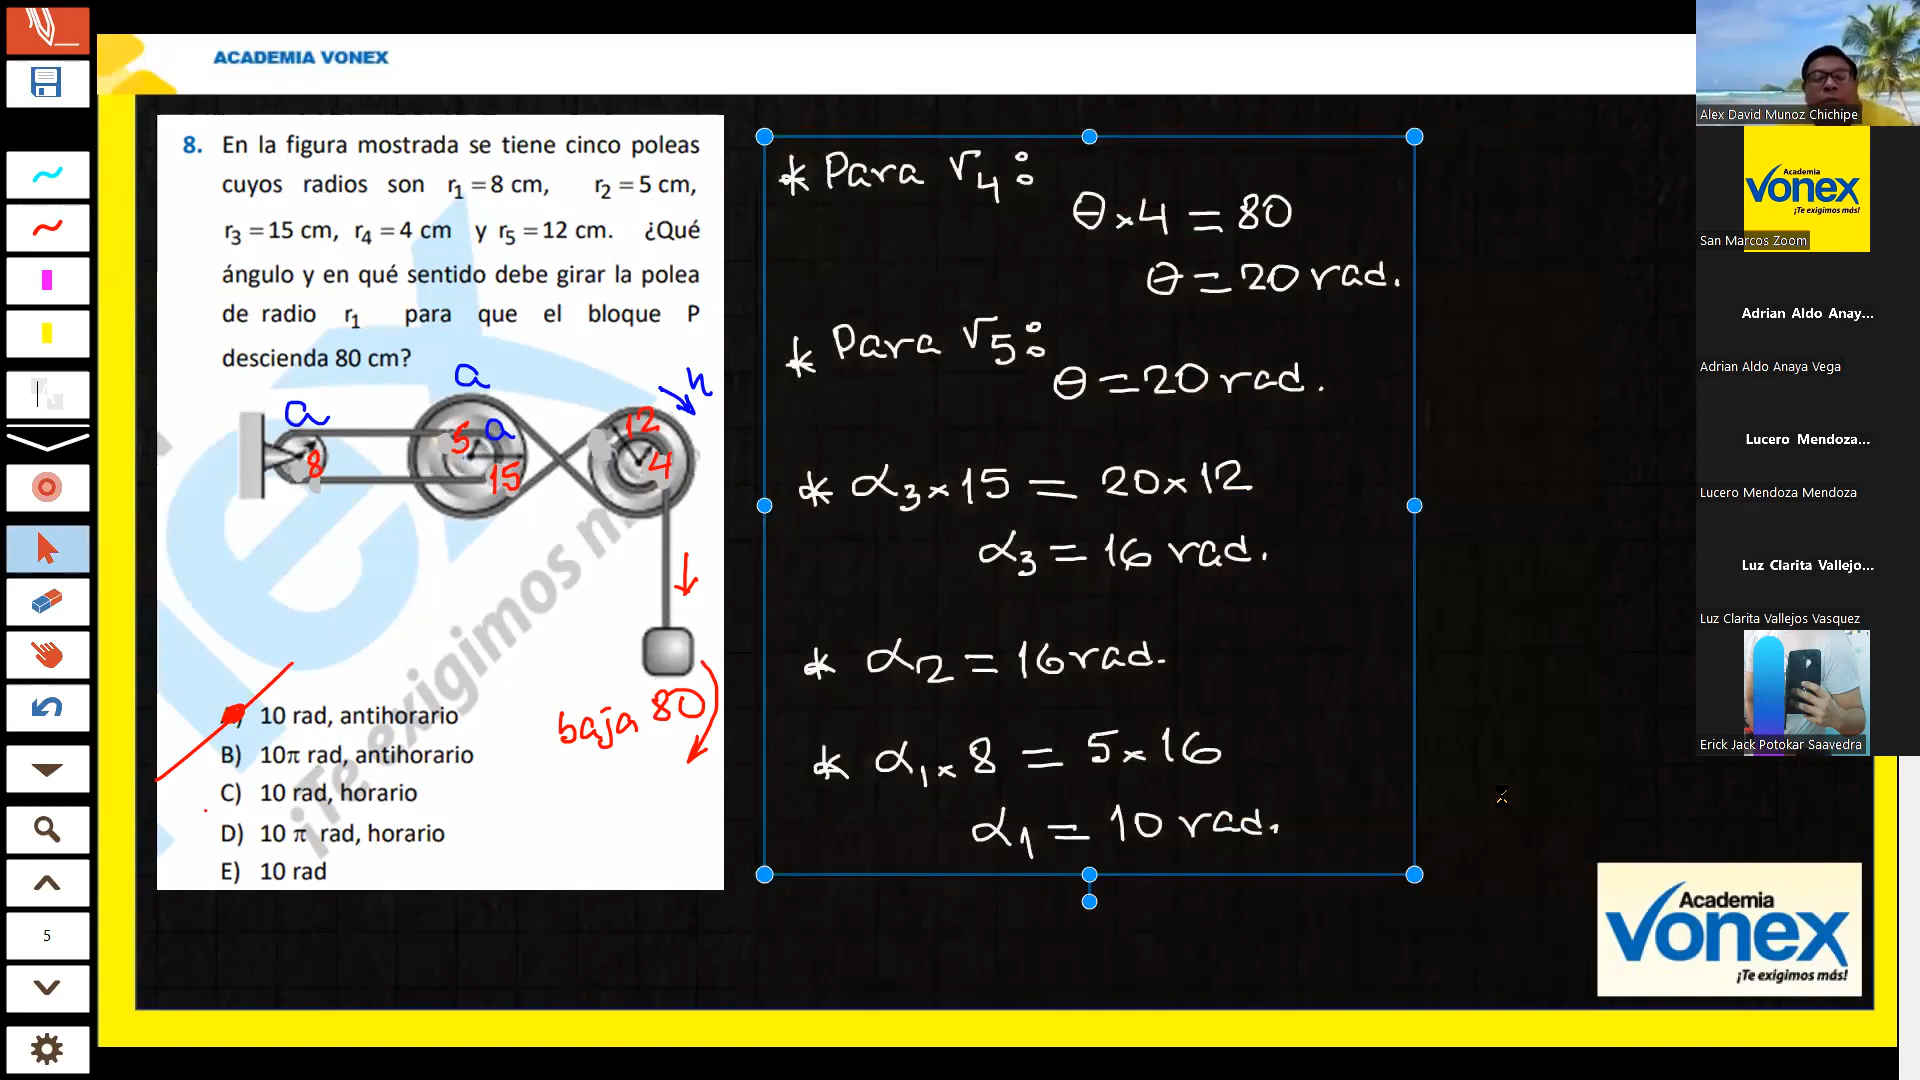 ACADEMIA VONEX
8. En la figura mostrada se tiene cinco poleas
cuyos radios son r1 = 8 cm, r2 = 5 cm,
r3 = 15 cm, r4 = 4 cm y r5 = 12 cm. ¿Qué
ángulo y en qué sentido debe girar la polea
de radio r1 para que el bloque P
descienda 80 cm?
a
a
a
h
5
8
15
12
4
baja 80
A) 10 rad, antihorario
B) 10π rad, antihorario
C) 10 rad, horario
D) 10 π rad, horario
E) 10 rad
¡Te exigimos m
* Para r4:
θ×4 = 80
θ = 20 rad.
* Para r5:
θ = 20 rad.
* α3×15 = 20×12
α3 = 16 rad.
* α2 = 16 rad.
* α1×8 = 5×16
α1 = 10 rad.
Alex David Munoz Chichipe
Academia
Vonex
¡Te exigimos más!
San Marcos Zoom
Adrian Aldo Anay...
Adrian Aldo Anaya Vega
Lucero Mendoza...
Lucero Mendoza Mendoza
Luz Clarita Vallejo...
Luz Clarita Vallejos Vasquez
Erick Jack Potokar Saavedra
Academia
Vonex
¡Te exigimos más!
5